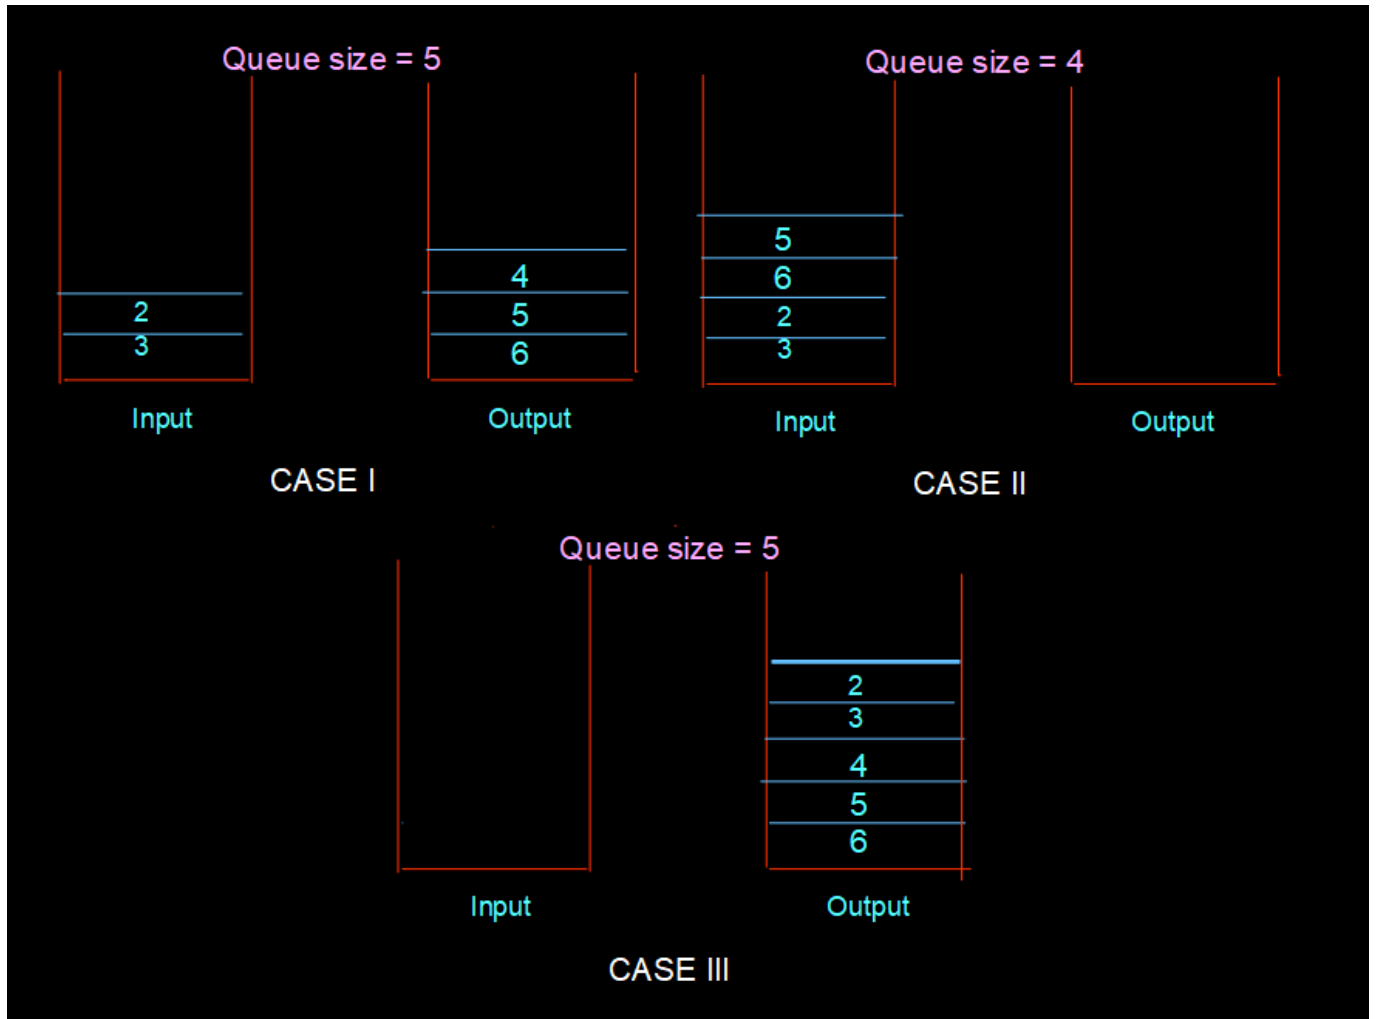 Queue size = 5
2
3
Input
4
5
6
Output
CASE I
Queue size = 4
5
6
2
3
Input
Output
CASE II
Queue size = 5
Input
2
3
4
5
6
Output
CASE III